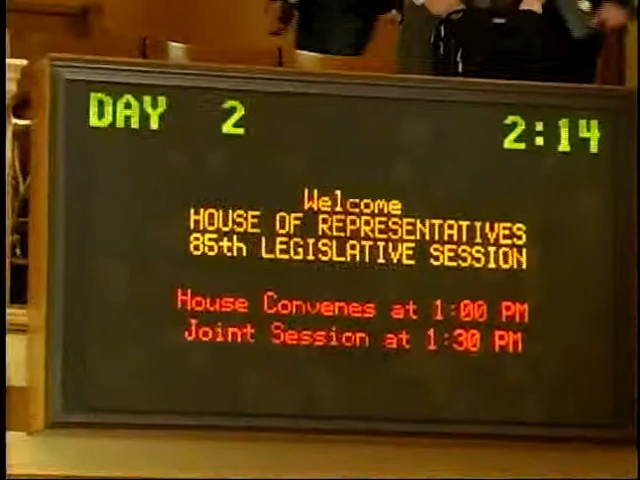 DAY 2 2:14
Welcome
HOUSE OF REPRESENTATIVES
85th LEGISLATIVE SESSION
House Convenes at 1:00 PM
Joint Session at 1:30 PM